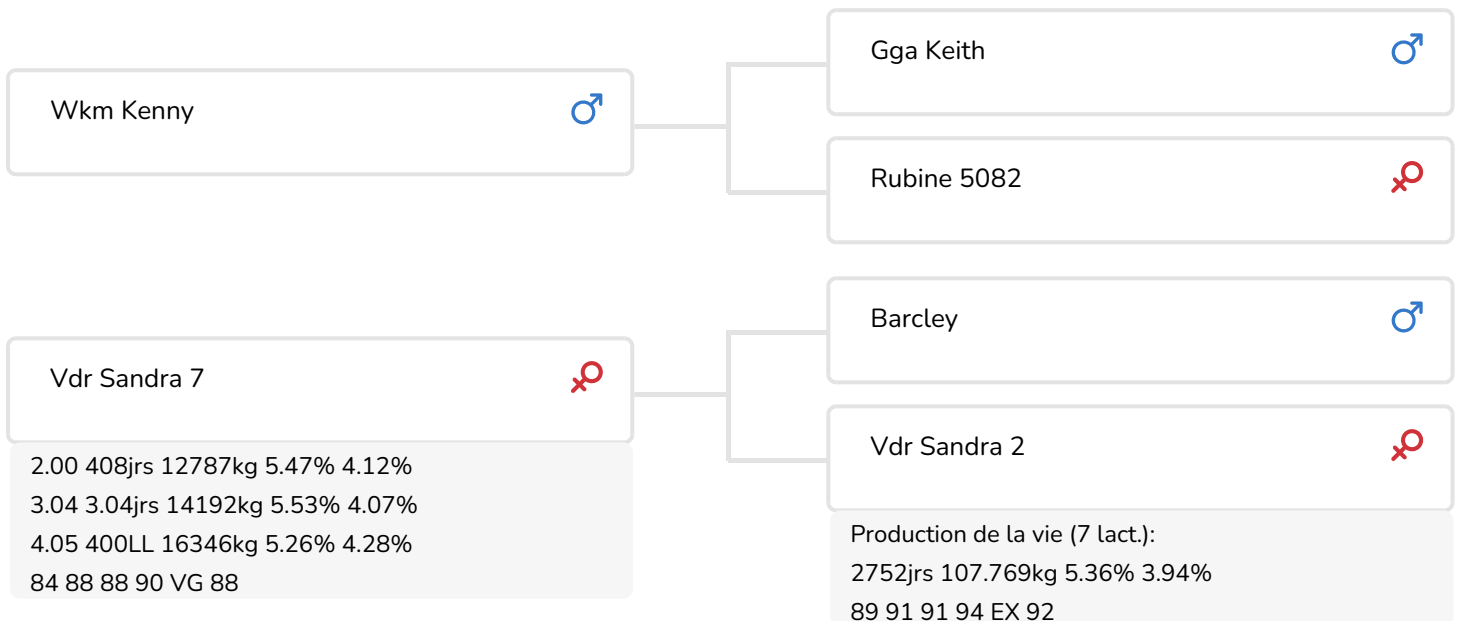 Gga Keith
Wkm Kenny
Rubine 5082
Barcley
Vdr Sandra 7
2.00 408jrs 12787kg 5.47% 4.12%
3.04 3.04jrs 14192kg 5.53% 4.07%
4.05 400LL 16346kg 5.26% 4.28%
84 88 88 90 VG 88
Vdr Sandra 2
Production de la vie (7 lact.):
2752jrs 107.769kg 5.36% 3.94%
89 91 91 94 EX 92